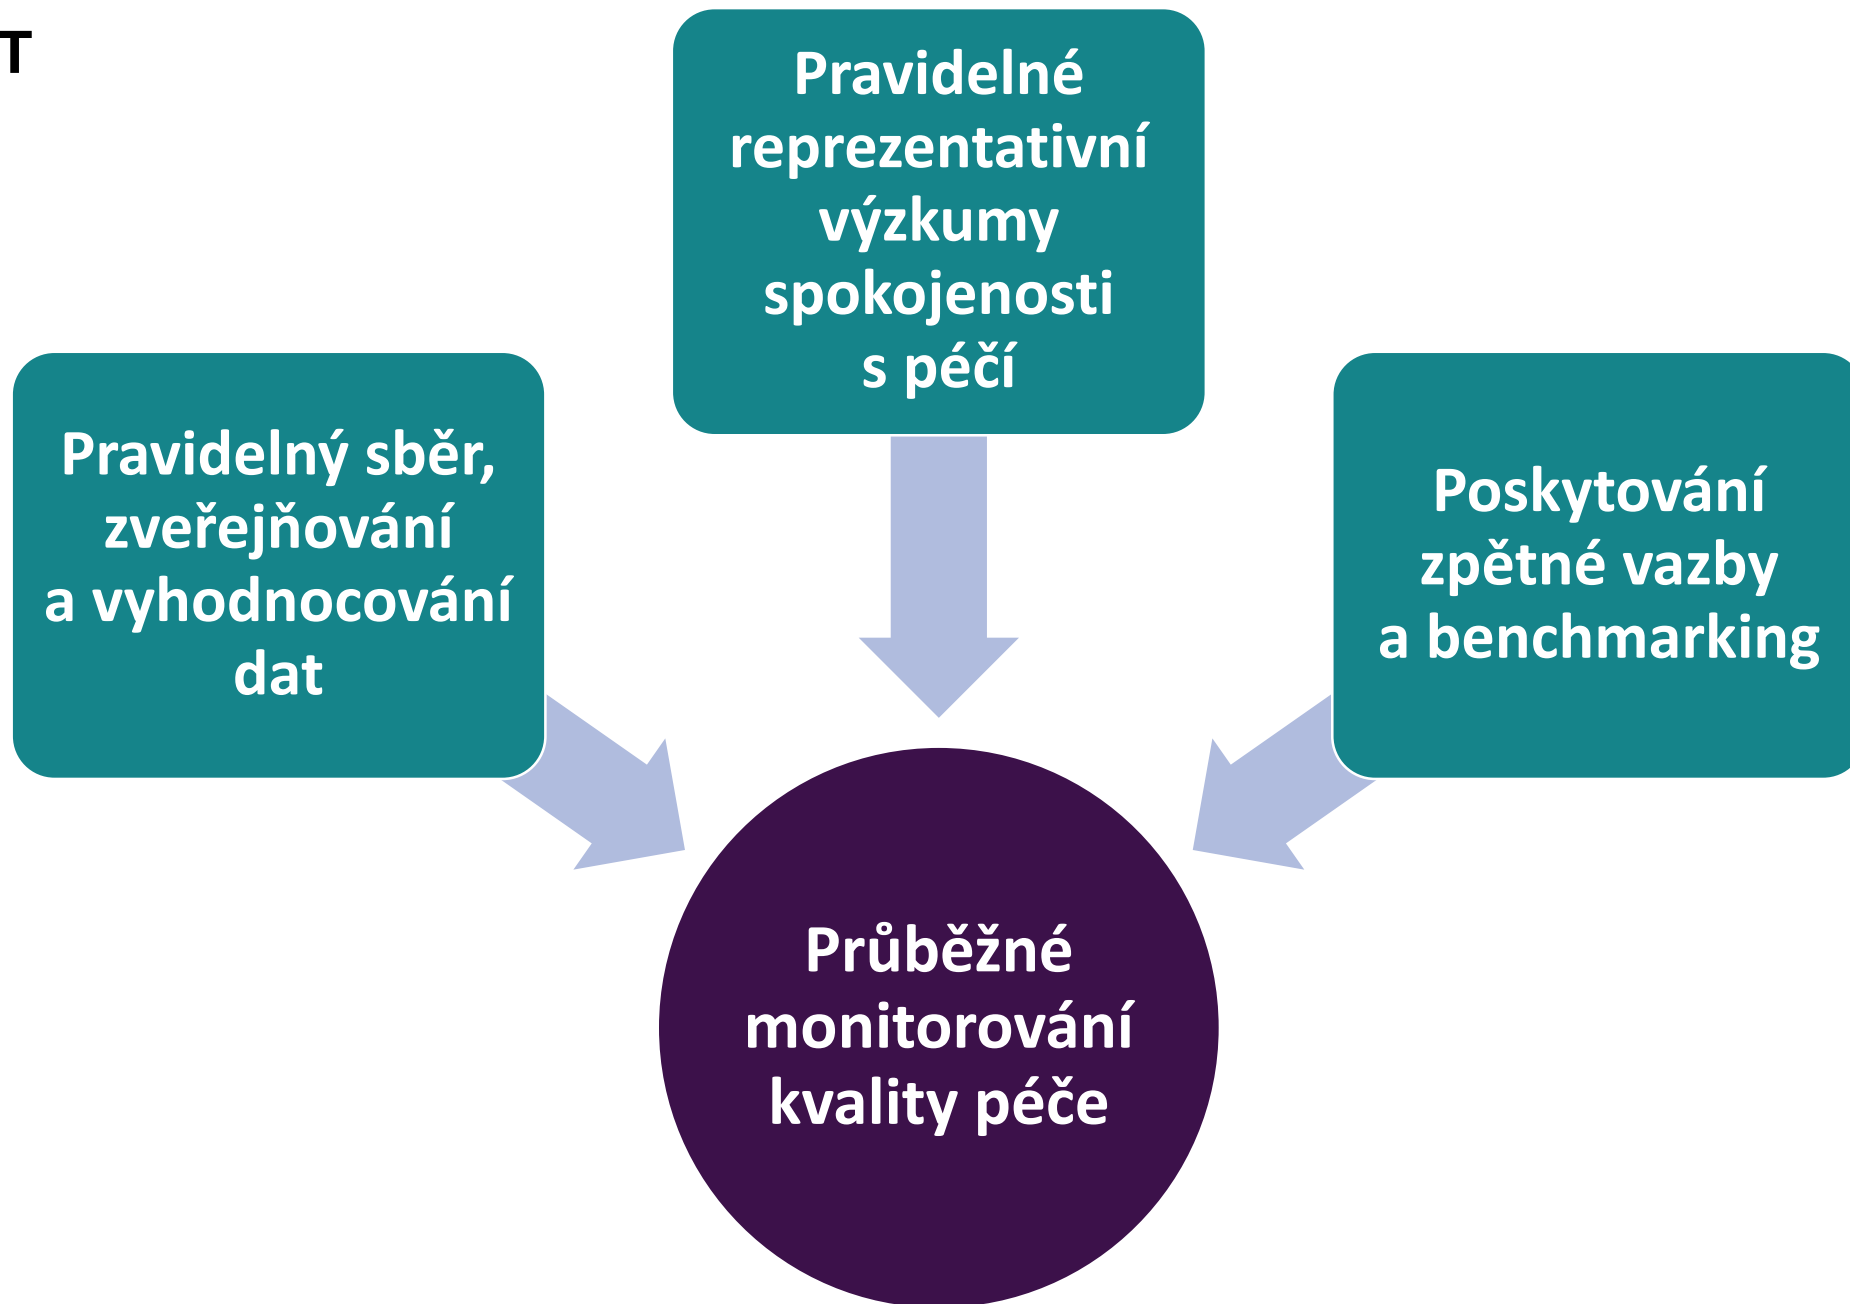 T
Pravidelné
reprezentativní
výzkumy
spokojenosti
s péčí
Pravidelný sběr,
zveřejňování
a vyhodnocování
dat
Poskytování
zpětné vazby
a benchmarking
Průběžné
monitorování
kvality péče